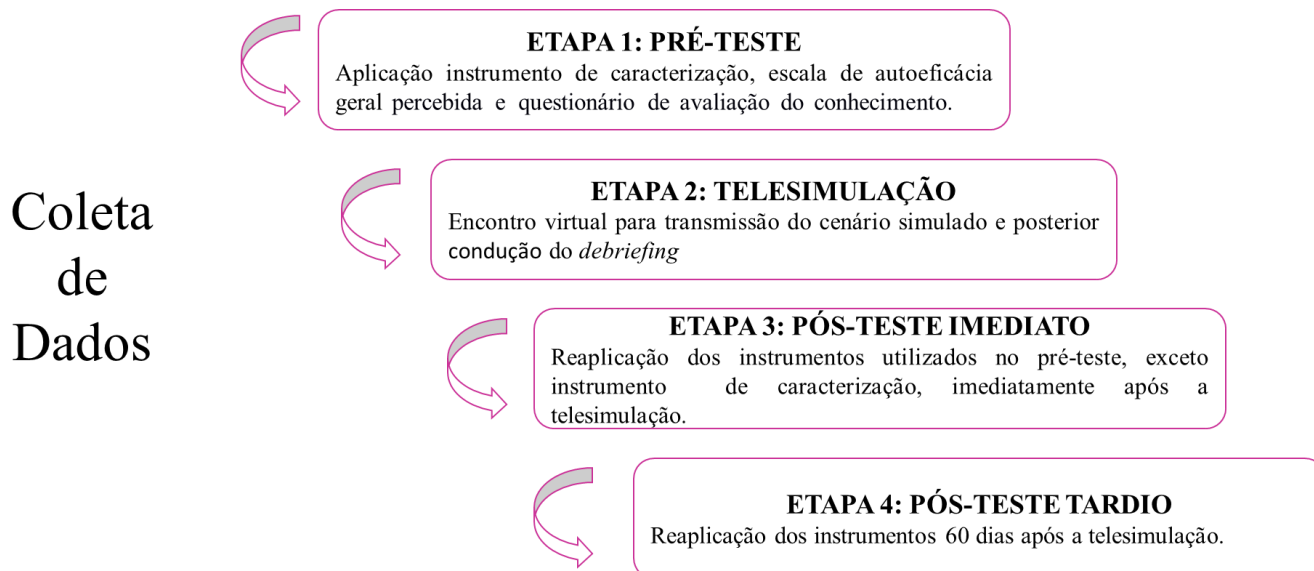 Coleta
de
Dados
ETAPA 1: PRÉ-TESTE
Aplicação instrumento de caracterização, escala de autoeficácia
geral percebida e questionário de avaliação do conhecimento.
ETAPA 2: TELESIMULAÇÃO
Encontro virtual para transmissão do cenário simulado e posterior
condução do debriefing
ETAPA 3: PÓS-TESTE IMEDIATO
Reaplicação dos instrumentos utilizados no pré-teste, exceto
instrumento de caracterização, imediatamente após a
telesimulação.
ETAPA 4: PÓS-TESTE TARDIO
Reaplicação dos instrumentos 60 dias após a telesimulação.